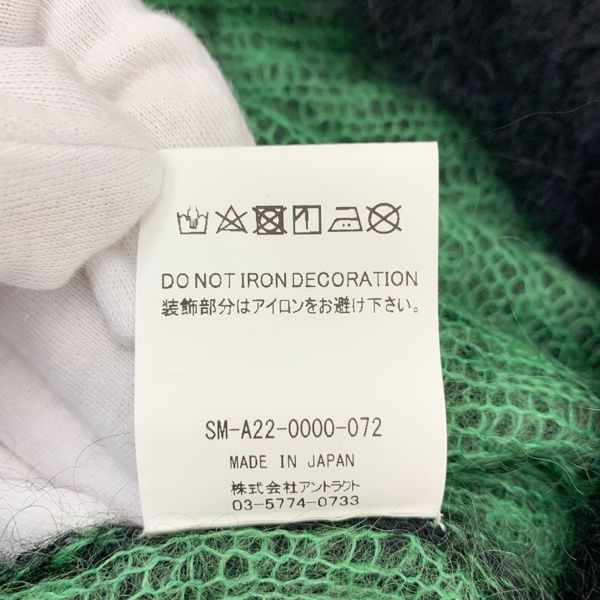 DO NOT IRON DECORATION
装飾部分はアイロンをお避け下さい。
SM-A22-0000-072
MADE IN JAPAN
株式会社アントラクト
03-5774-0733